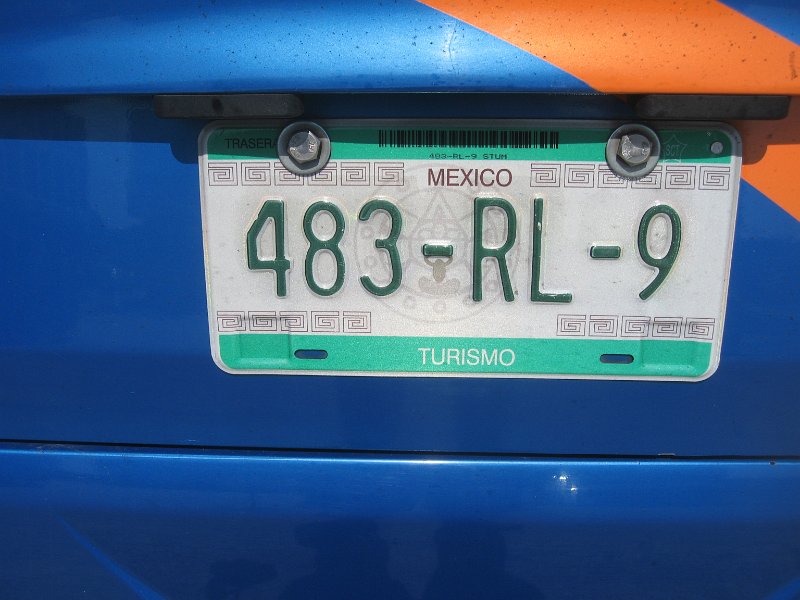 TRASERA
483-RL-9 STUM
MEXICO
483-RL-9
TURISMO